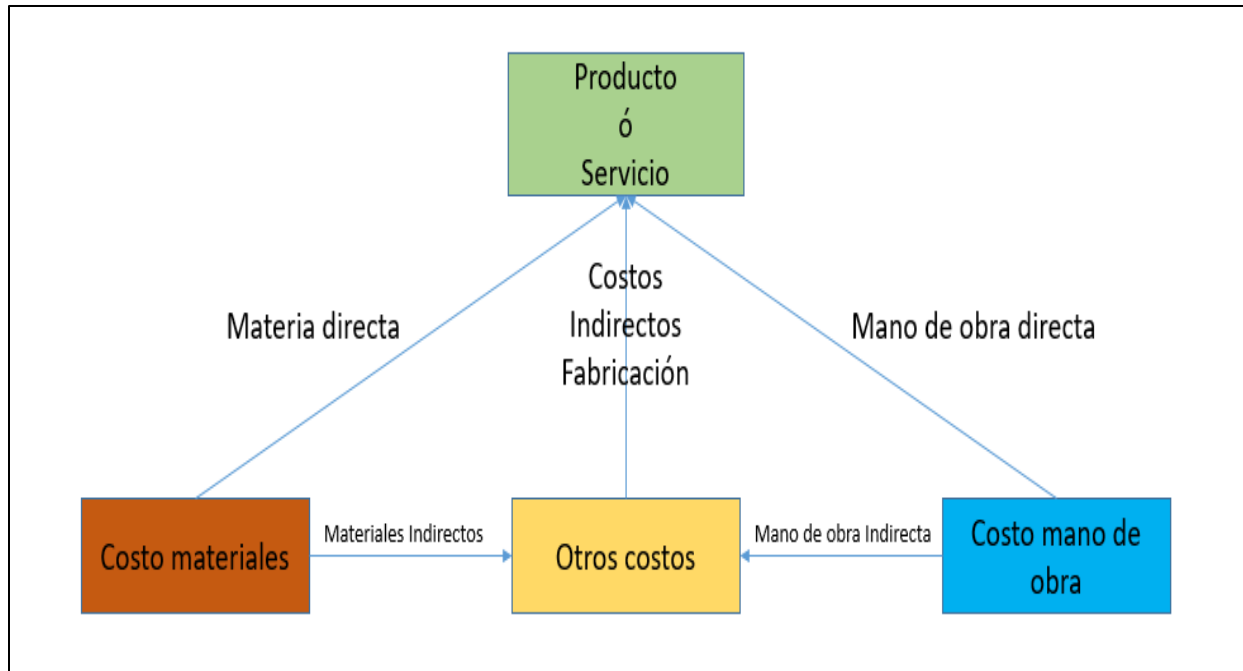 Producto
ó
Servicio
Costos
Indirectos
Fabricación
Materia directa
Mano de obra directa
Costo materiales
Materiales Indirectos
Otros costos
Mano de obra Indirecta
Costo mano de
obra